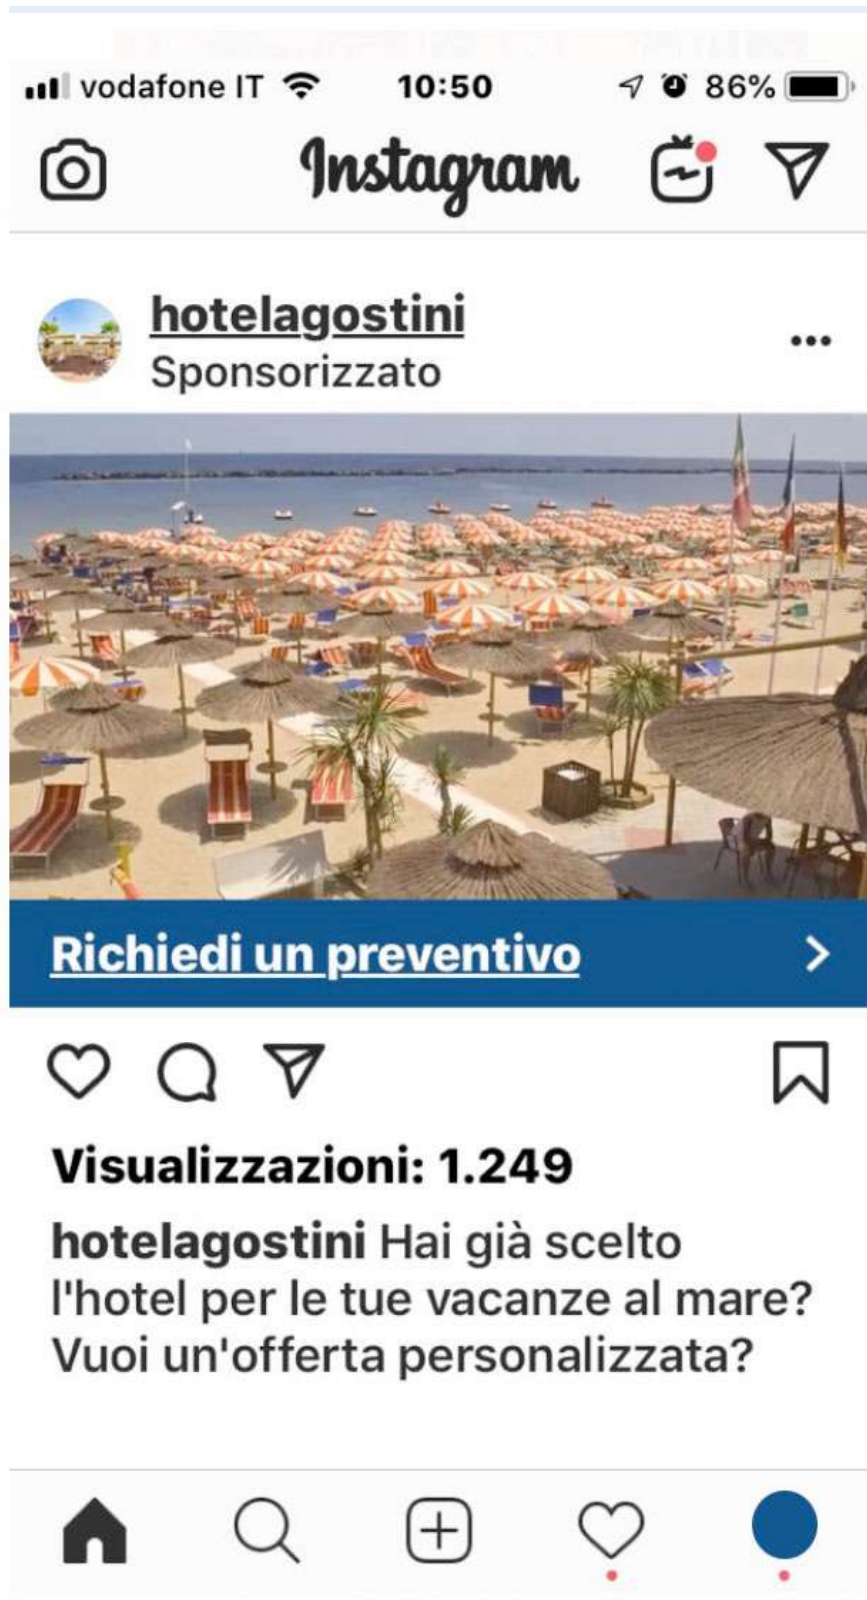 vodafone IT 10:50 86%
Instagram
hotelagostini
Sponsorizzato
Richiedi un preventivo
Visualizzazioni: 1.249
hotelagostini Hai già scelto
l'hotel per le tue vacanze al mare?
Vuoi un'offerta personalizzata?